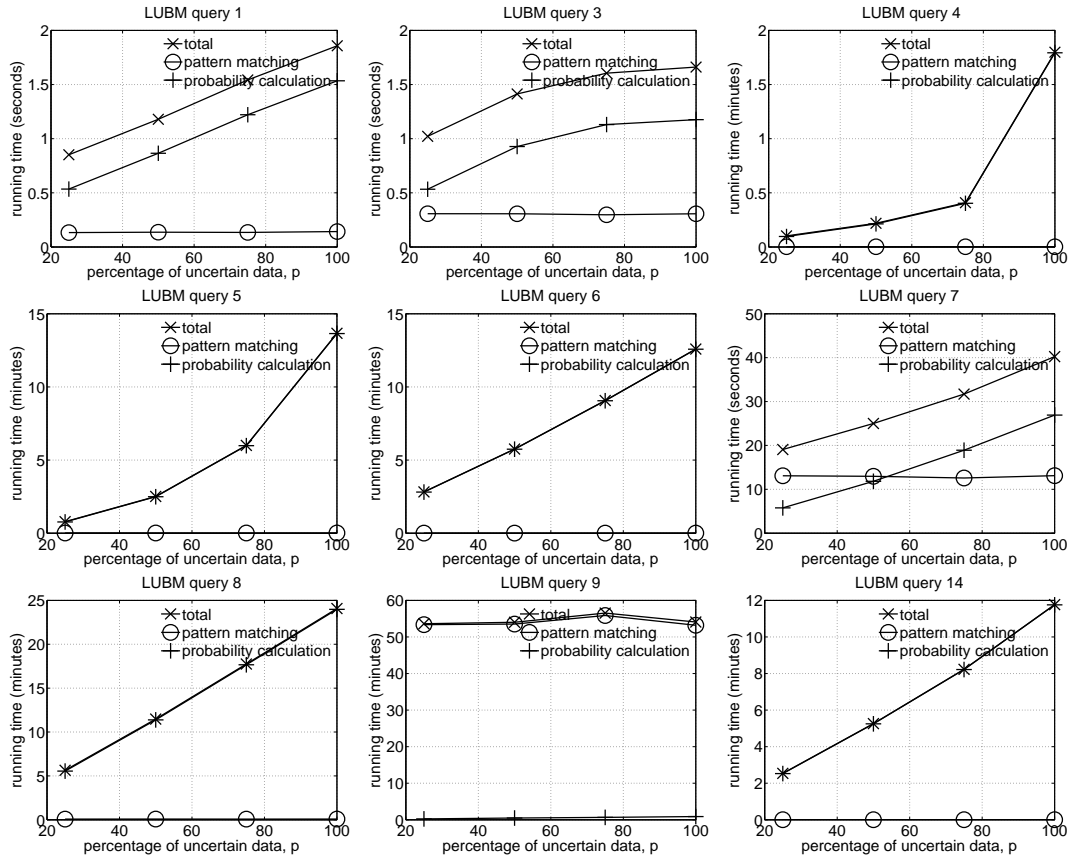 LUBM query 1
running time (seconds)
2
1.5
1
0.5
0
20
40
60
80
100
percentage of uncertain data, p
total
pattern matching
probability calculation
LUBM query 3
running time (seconds)
2
1.5
1
0.5
0
20
40
60
80
100
percentage of uncertain data, p
total
pattern matching
probability calculation
LUBM query 4
running time (minutes)
2
1.5
1
0.5
0
20
40
60
80
100
percentage of uncertain data, p
total
pattern matching
probability calculation
LUBM query 5
running time (minutes)
15
10
5
0
20
40
60
80
100
percentage of uncertain data, p
total
pattern matching
probability calculation
LUBM query 6
running time (minutes)
15
10
5
0
20
40
60
80
100
percentage of uncertain data, p
total
pattern matching
probability calculation
LUBM query 7
running time (seconds)
50
40
30
20
10
0
20
40
60
80
100
percentage of uncertain data, p
total
pattern matching
probability calculation
LUBM query 8
running time (minutes)
25
20
15
10
5
0
20
40
60
80
100
percentage of uncertain data, p
total
pattern matching
probability calculation
LUBM query 9
running time (minutes)
60
50
40
30
20
10
0
20
40
60
80
100
percentage of uncertain data, p
total
pattern matching
probability calculation
LUBM query 14
running time (minutes)
12
10
8
6
4
2
0
20
40
60
80
100
percentage of uncertain data, p
total
pattern matching
probability calculation